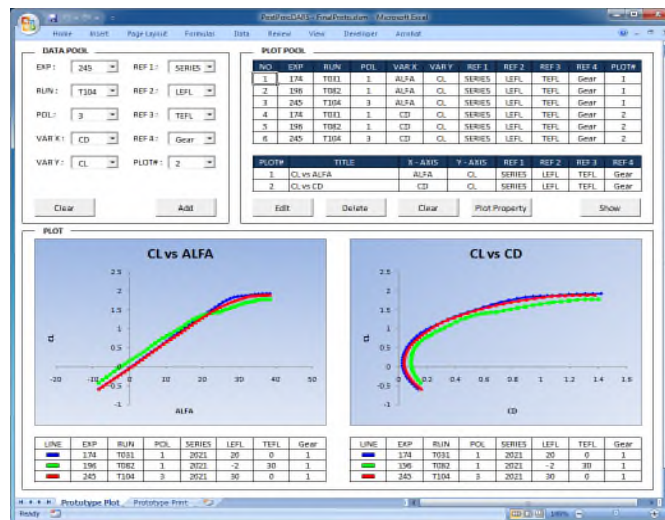 PostProcDARS - FinalPrototype.xlsm - Microsoft Excel
Home Insert Page Layout Formulas Data Review View Developer Acrobat
DATA POOL
EXP : 245 REF 1 : SERIES
RUN : T104 REF 2 : LEFL
POL : 3 REF 3 : TEFL
VAR X : CD REF 4 : Gear
VAR Y : CL PLOT# : 2
Clear Add
PLOT POOL
NO EXP RUN POL VAR X VAR Y REF 1 REF 2 REF 3 REF 4 PLOT#
1 174 T031 1 ALFA CL SERIES LEFL TEFL Gear 1
2 196 T082 1 ALFA CL SERIES LEFL TEFL Gear 1
3 245 T104 3 ALFA CL SERIES LEFL TEFL Gear 1
4 174 T031 1 CD CL SERIES LEFL TEFL Gear 2
5 196 T082 1 CD CL SERIES LEFL TEFL Gear 2
6 245 T104 3 CD CL SERIES LEFL TEFL Gear 2
PLOT# TITLE X - AXIS Y - AXIS REF 1 REF 2 REF 3 REF 4
1 CL vs ALFA ALFA CL SERIES LEFL TEFL Gear
2 CL vs CD CD CL SERIES LEFL TEFL Gear
Edit Delete Clear Plot Property Show
PLOT
CL vs ALFA
2.5
2
1.5
1
0.5
0
-0.5
-1
-20 -10 10 20 30 40 50
CL
ALFA
CL vs CD
2.5
2
1.5
1
0.5
0
-0.5
-1
0 0.2 0.4 0.6 0.8 1 1.2 1.4 1.6
CL
CD
LINE EXP RUN POL SERIES LEFL TEFL Gear
174 T031 1 2021 20 0 1
196 T082 1 2021 -2 30 1
245 T104 3 2021 30 0 1
LINE EXP RUN POL SERIES LEFL TEFL Gear
174 T031 1 2021 20 0 1
196 T082 1 2021 -2 30 1
245 T104 3 2021 30 0 1
Prototype Plot Prototype Print
Ready 100%